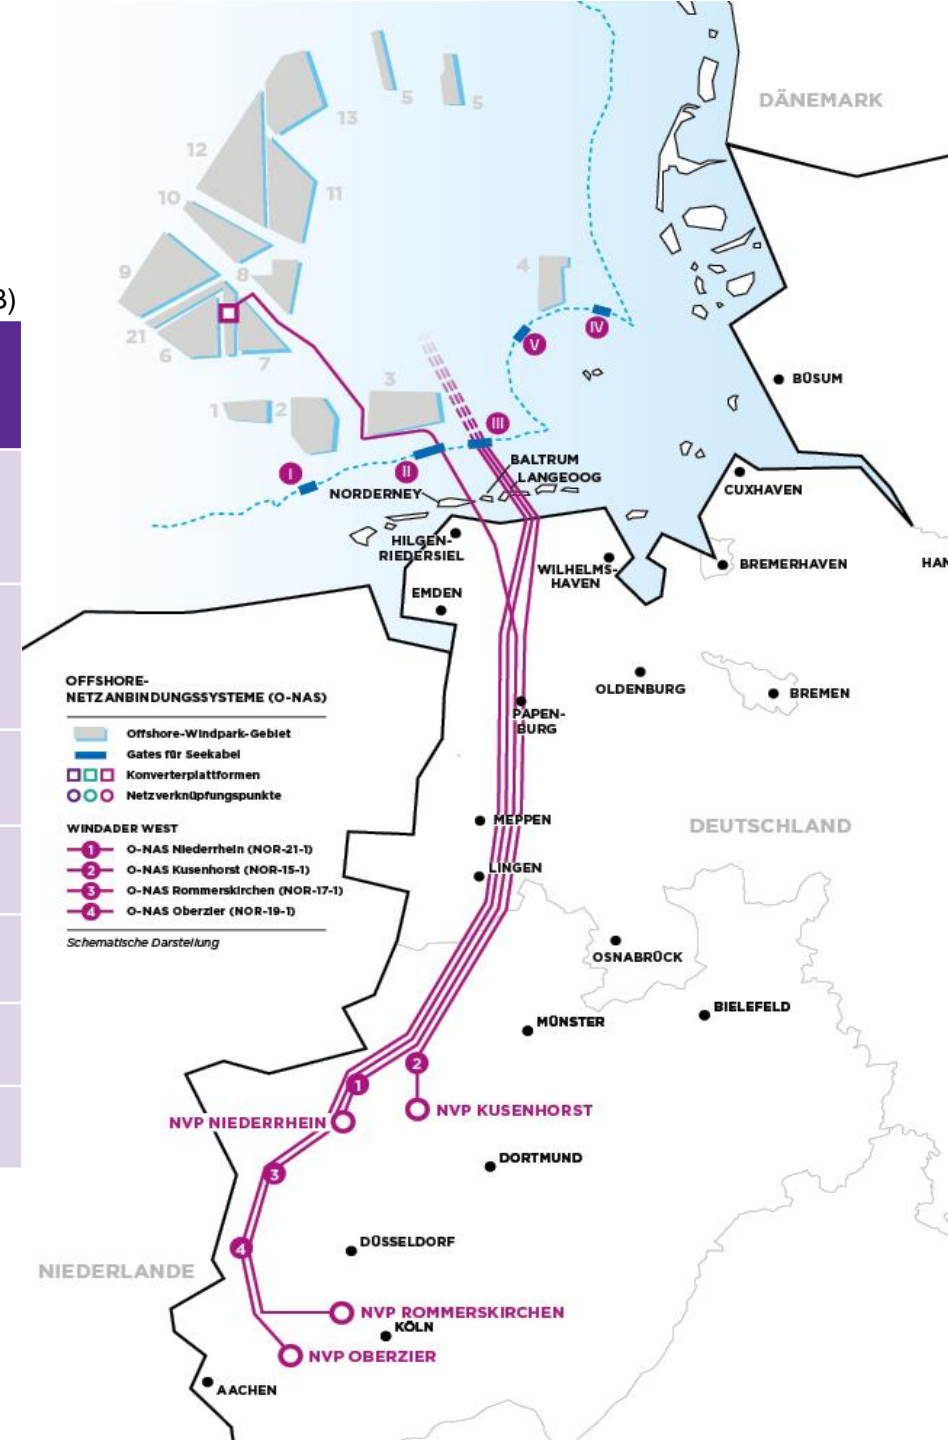 DÄNEMARK
5
5
13
12
11
10
9
8
4
21
6
7
3
1
2
IV
V
III
II
I
3)
BÜSUM
BALTRUM
LANGEOOG
NORDERNEY
CUXHAVEN
HILGEN-
RIEDERSIEL
WILHELMS-
HAVEN
BREMERHAVEN
HAN
EMDEN
OFFSHORE-
NETZANBINDUNGSSYSTEME (O-NAS)
Offshore-Windpark-Gebiet
Gates für Seekabel
Konverterplattformen
Netzverknüpfungspunkte
WINDADER WEST
1 O-NAS Niederrhein (NOR-21-1)
2 O-NAS Kusenhorst (NOR-15-1)
3 O-NAS Rommerskirchen (NOR-17-1)
4 O-NAS Oberzier (NOR-19-1)
Schematische Darstellung
OLDENBURG
BREMEN
PAPEN-
BURG
MEPPEN
DEUTSCHLAND
LINGEN
OSNABRÜCK
BIELEFELD
MÜNSTER
2
1
NVP KUSENHORST
NVP NIEDERRHEIN
DORTMUND
3
4
DÜSSELDORF
NIEDERLANDE
NVP ROMMERSKIRCHEN
KÖLN
NVP OBERZIER
AACHEN